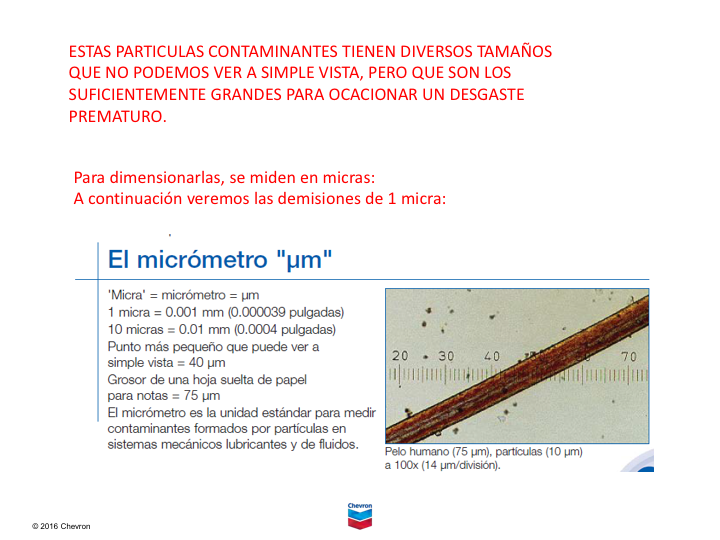 ESTAS PARTICULAS CONTAMINANTES TIENEN DIVERSOS TAMAÑOS
QUE NO PODEMOS VER A SIMPLE VISTA, PERO QUE SON LOS
SUFICIENTEMENTE GRANDES PARA OCACIONAR UN DESGASTE
PREMATURO.
Para dimensionarlas, se miden en micras:
A continuación veremos las demisiones de 1 micra:
.
El micrómetro "µm"
'Micra' = micrómetro = µm
1 micra = 0.001 mm (0.000039 pulgadas)
10 micras = 0.01 mm (0.0004 pulgadas)
Punto más pequeño que puede ver a
simple vista = 40 µm
Grosor de una hoja suelta de papel
para notas = 75 µm
El micrómetro es la unidad estándar para medir
contaminantes formados por partículas en
sistemas mecánicos lubricantes y de fluidos.
20 30 40 70
Pelo humano (75 µm), partículas (10 µm)
a 100x (14 µm/división).
Chevron
© 2016 Chevron